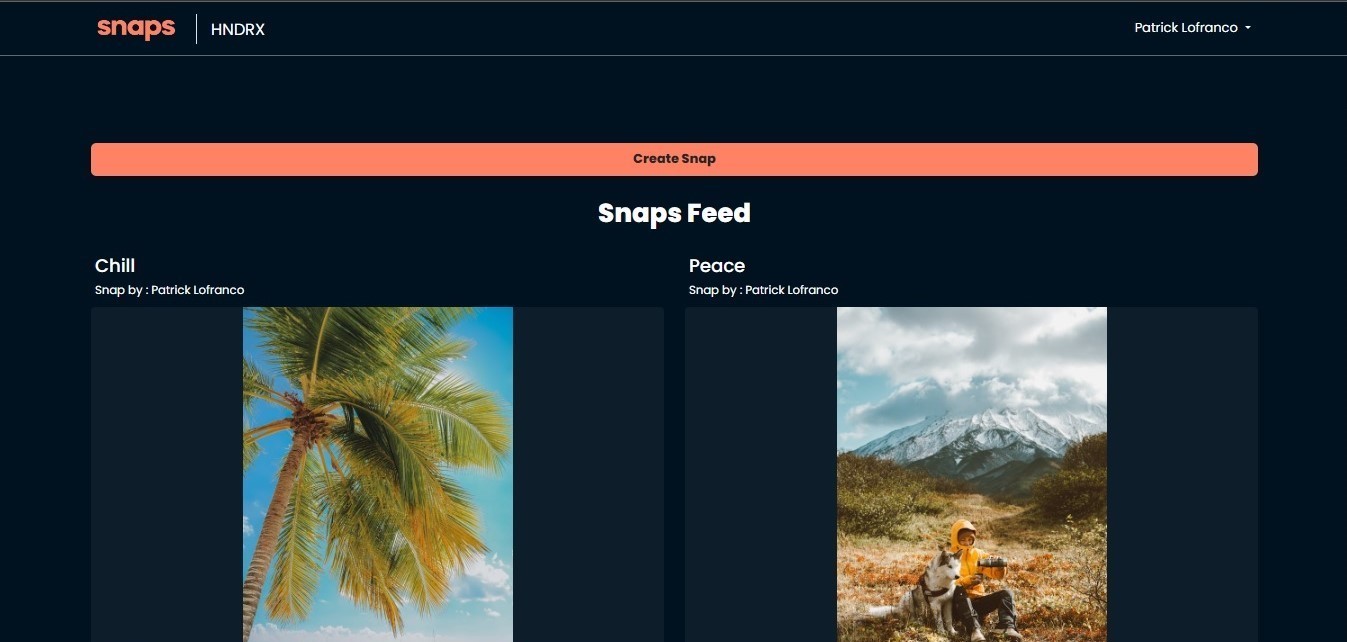 snaps | HNDRX
Patrick Lofranco
Create Snap
Snaps Feed
Chill
Snap by : Patrick Lofranco
Peace
Snap by : Patrick Lofranco